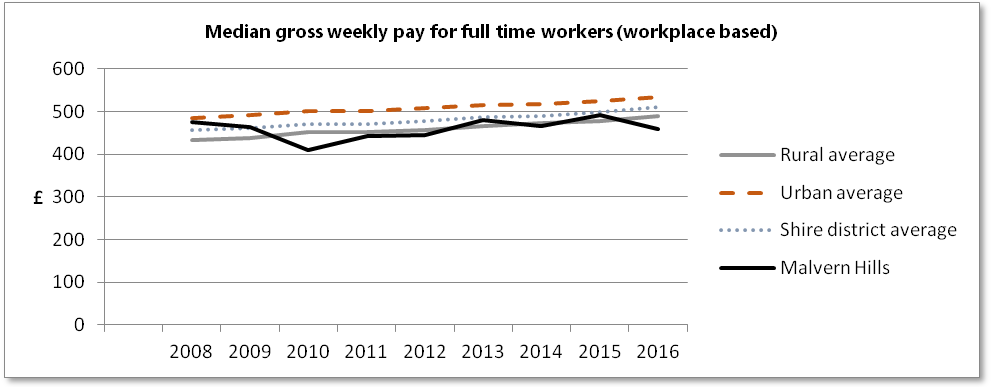 Median gross weekly pay for full time workers (workplace based)
600
500
400
300
200
100
0
£
2008 2009 2010 2011 2012 2013 2014 2015 2016
Rural average
Urban average
Shire district average
Malvern Hills